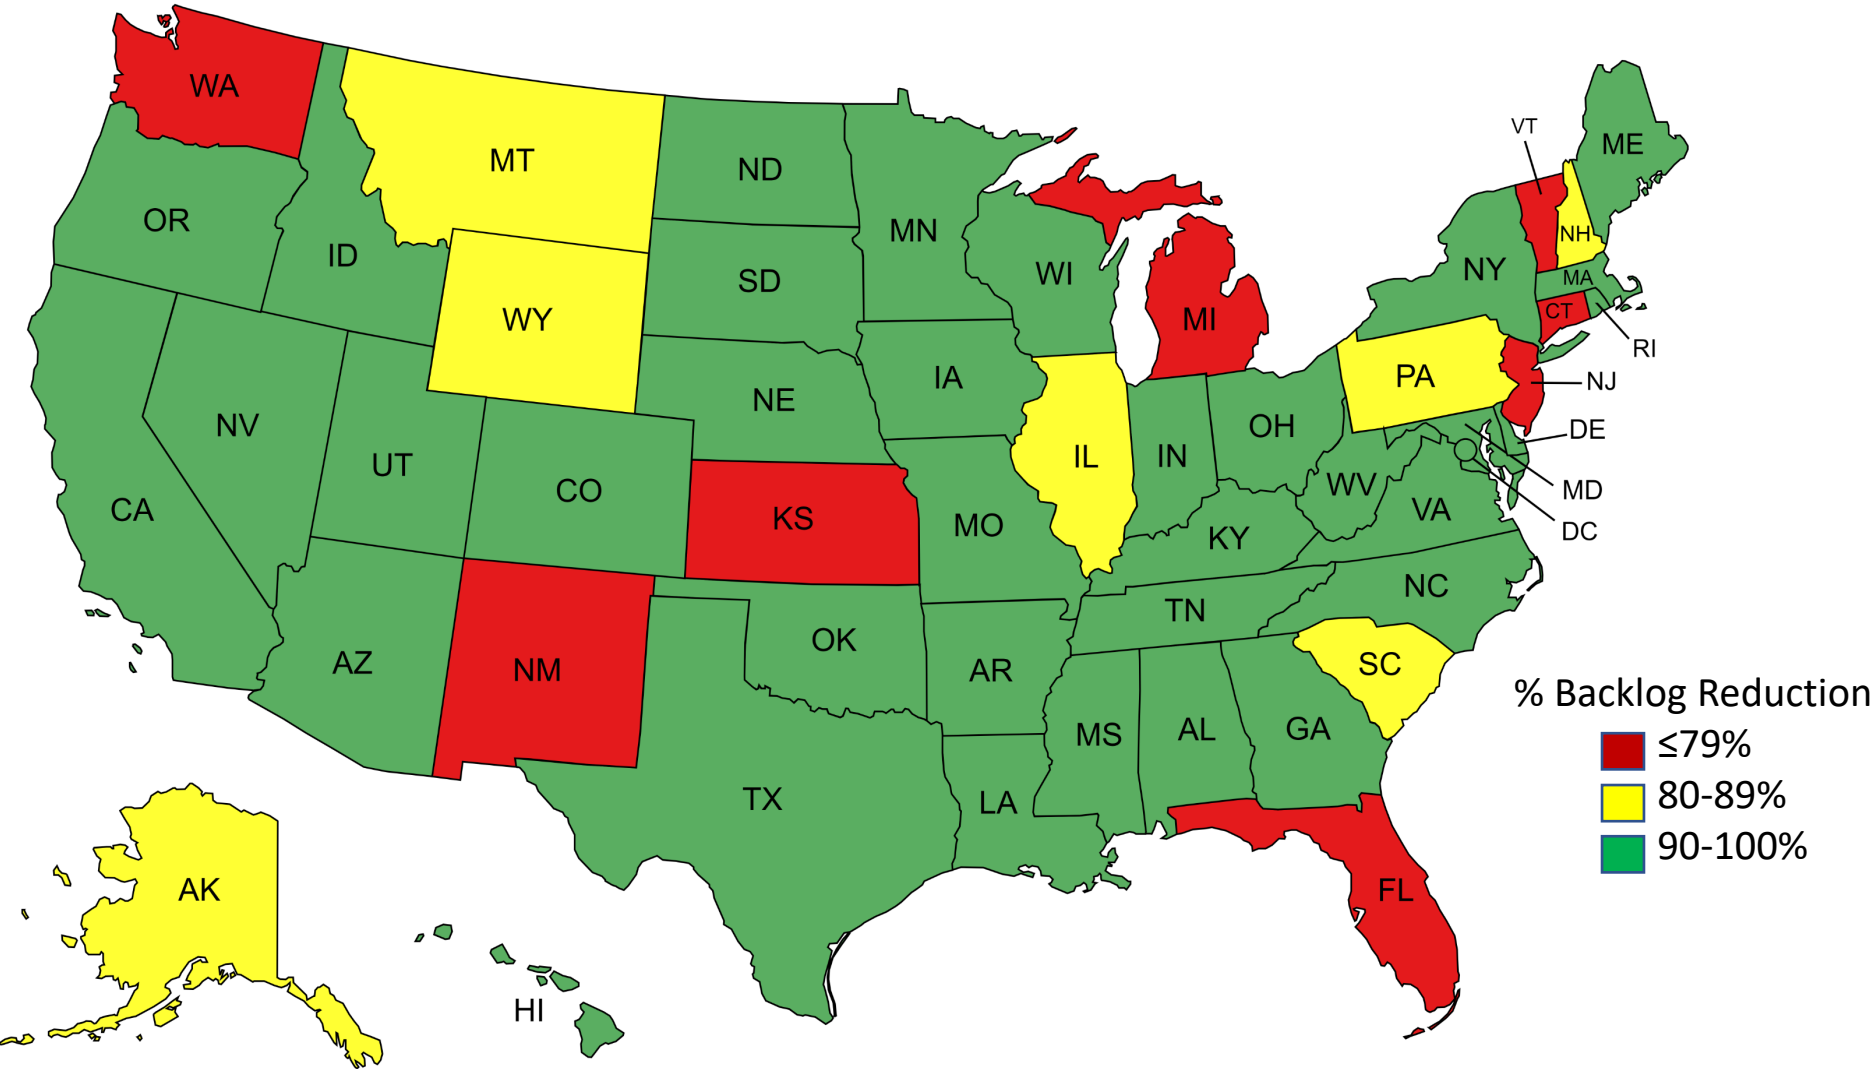 WA
MT
ND
MN
VT
ME
OR
ID
WY
SD
WI
MI
NY
NH
MA
CT
RI
NV
UT
CO
NE
IA
IL
IN
OH
PA
NJ
DE
MD
DC
CA
KS
MO
KY
WV
VA
AZ
NM
OK
AR
TN
NC
SC
TX
LA
MS
AL
GA
FL
AK
HI
% Backlog Reduction
≤79%
80-89%
90-100%